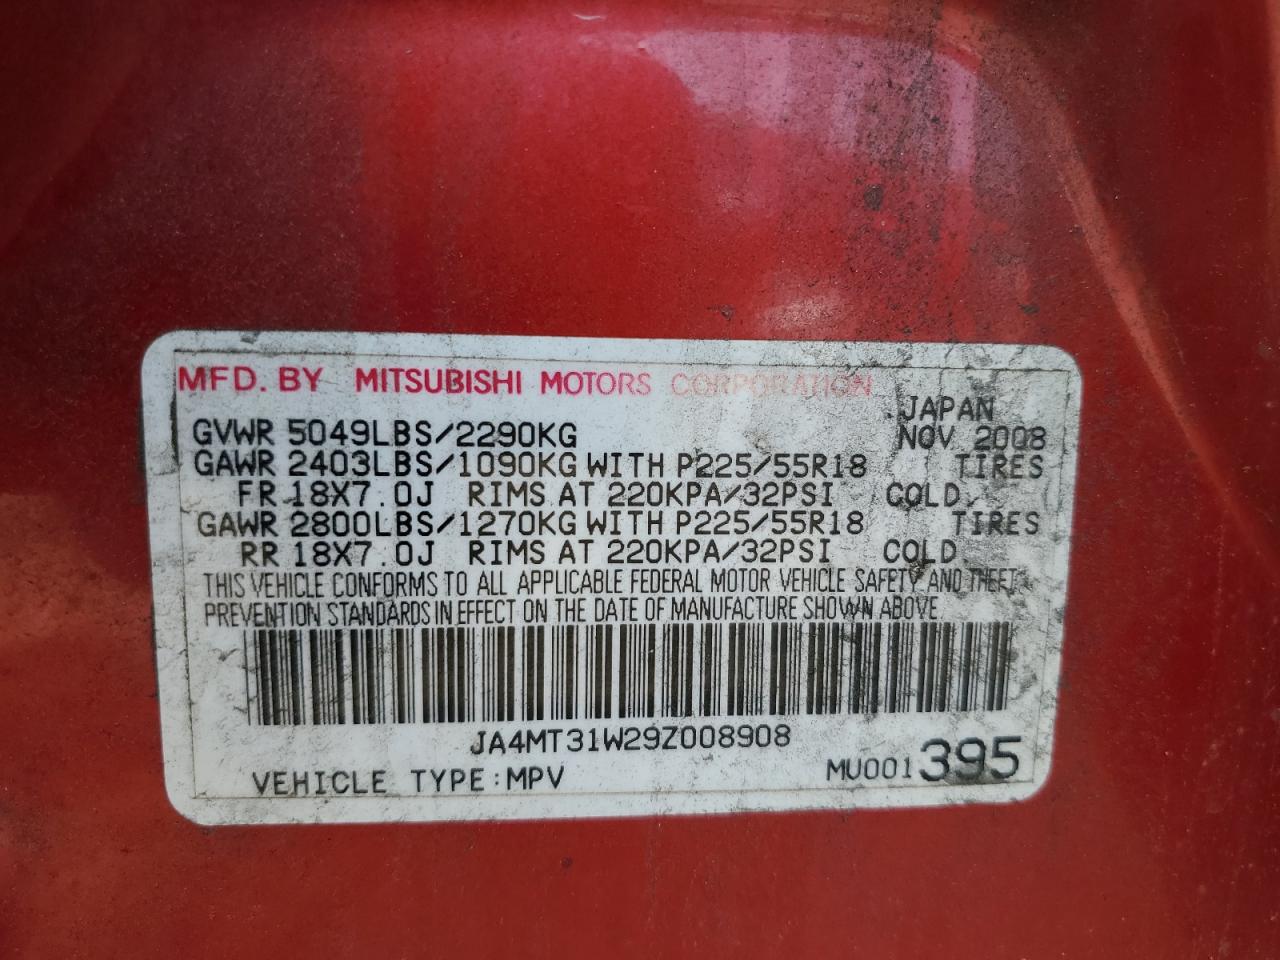 MFD. BY MITSUBISHI MOTORS CORPORATION
JAPAN
GVWR 5049LBS/2290KG NOV 2008
GAWR 2403LBS/1090KG WITH P225/55R18 TIRES
FR 18X7.0J RIMS AT 220KPA/32PSI COLD.
GAWR 2800LBS/1270KG WITH P225/55R18 TIRES
RR 18X7.0J RIMS AT 220KPA/32PSI COLD
THIS VEHICLE CONFORMS TO ALL APPLICABLE FEDERAL MOTOR VEHICLE SAFETY AND THEFT
PREVENTION STANDARDS IN EFFECT ON THE DATE OF MANUFACTURE SHOWN ABOVE.
JA4MT31W29Z008908
VEHICLE TYPE:MPV MU001395